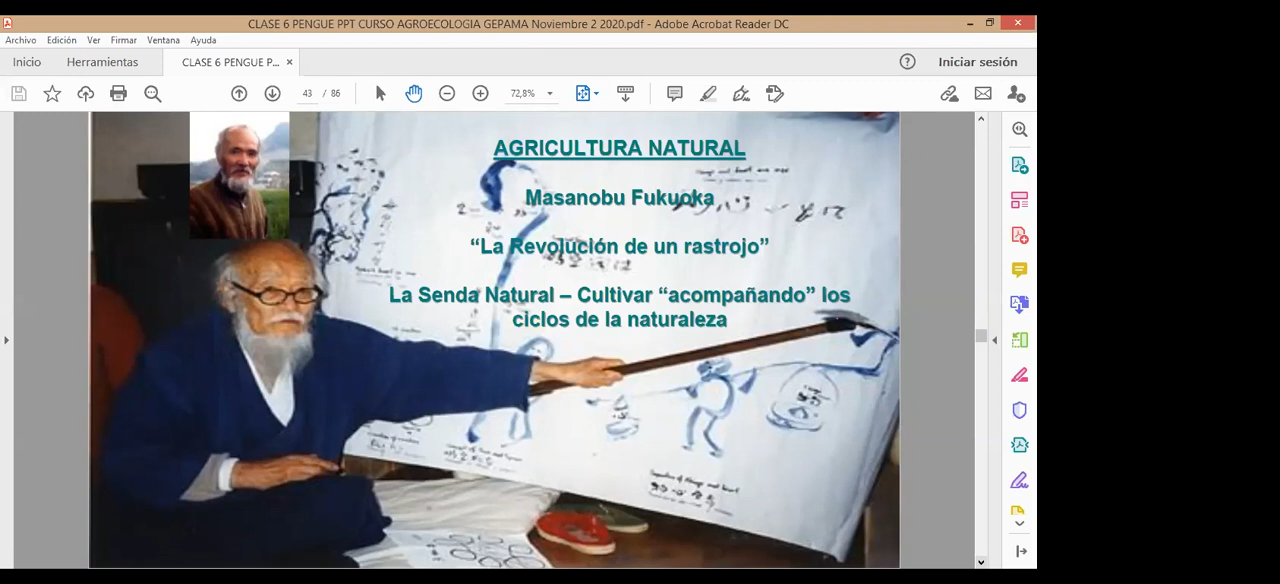 CLASE 6 PENGUE PPT CURSO AGROECOLOGIA GEPAMA Noviembre 2 2020.pdf - Adobe Acrobat Reader DC
Archivo Edición Ver Firmar Ventana Ayuda
Inicio Herramientas CLASE 6 PENGUE P... × Iniciar sesión
43 / 86 72,8%
AGRICULTURA NATURAL
Masanobu Fukuoka
“La Revolución de un rastrojo”
La Senda Natural – Cultivar “acompañando” los
ciclos de la naturaleza